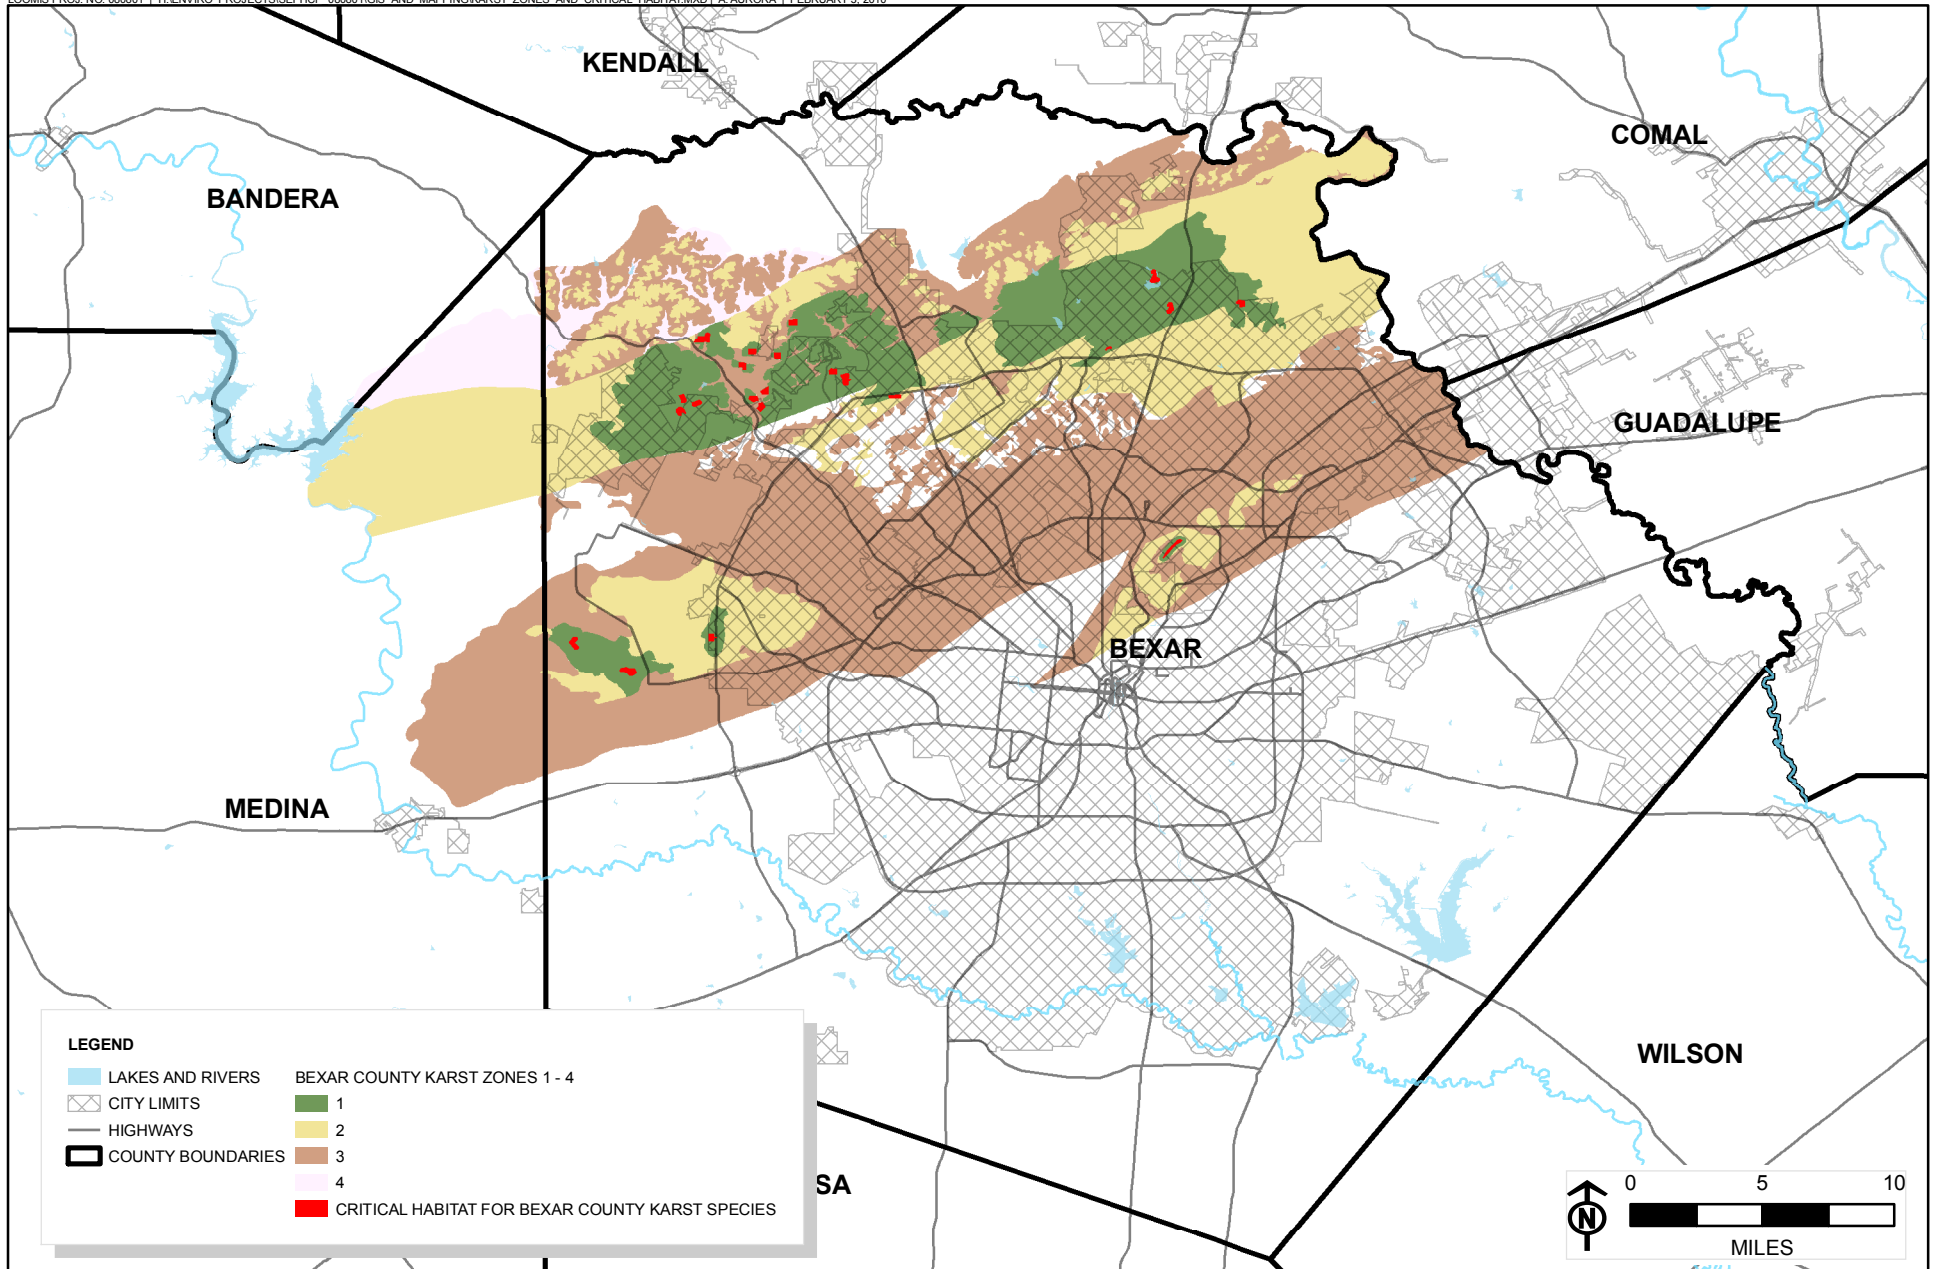 KENDALL
COMAL
BANDERA
GUADALUPE
BEXAR
MEDINA
WILSON
SA
LEGEND
LAKES AND RIVERS
CITY LIMITS
HIGHWAYS
COUNTY BOUNDARIES
BEXAR COUNTY KARST ZONES 1 - 4
1
2
3
4
CRITICAL HABITAT FOR BEXAR COUNTY KARST SPECIES
0 5 10
N
MILES